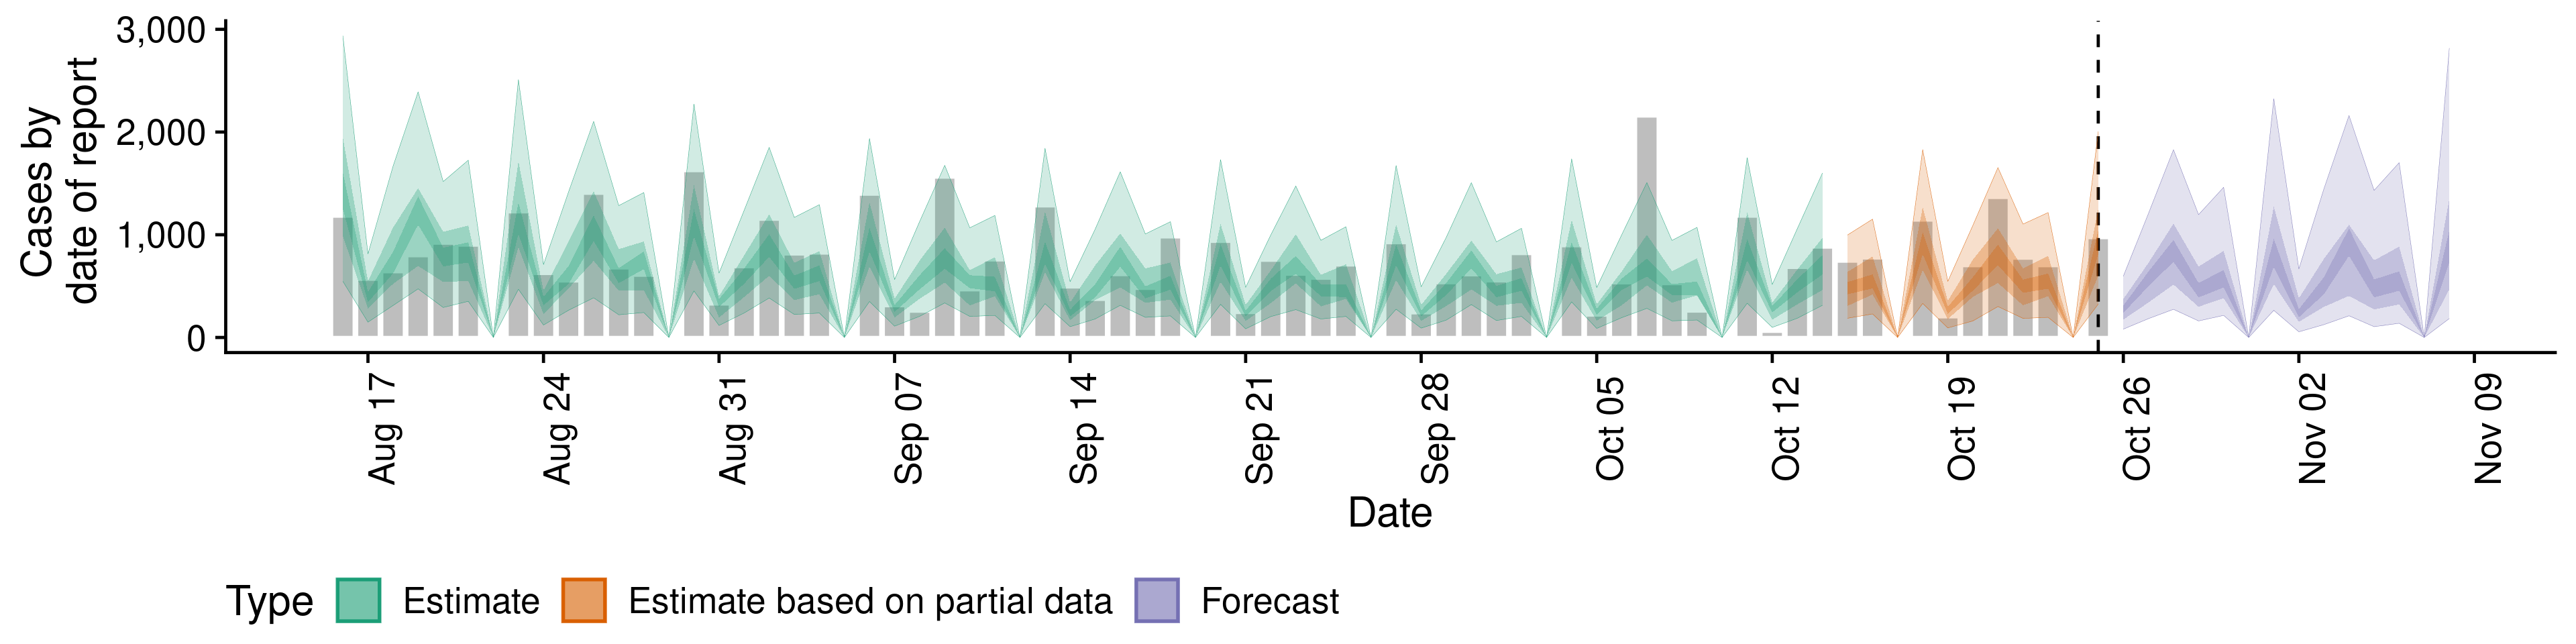 Cases by
date of report
3,000
2,000
1,000
0
Aug 17
Aug 24
Aug 31
Sep 07
Sep 14
Sep 21
Sep 28
Oct 05
Oct 12
Oct 19
Oct 26
Nov 02
Nov 09
Date
Type Estimate Estimate based on partial data Forecast